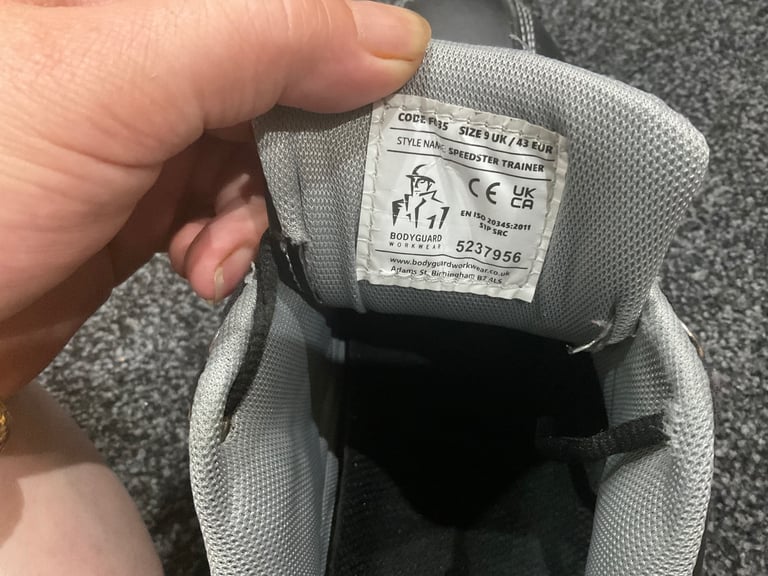 CODE F035 SIZE 9 UK / 43 EUR
STYLE NAME. SPEEDSTER TRAINER
CE UK CA
EN ISO 20345:2011
S1P SRC
BODYGUARD
WORKWEAR
5237956
www.bodyguardworkwear.co.uk
Adams St, Birmingham B7 4LS